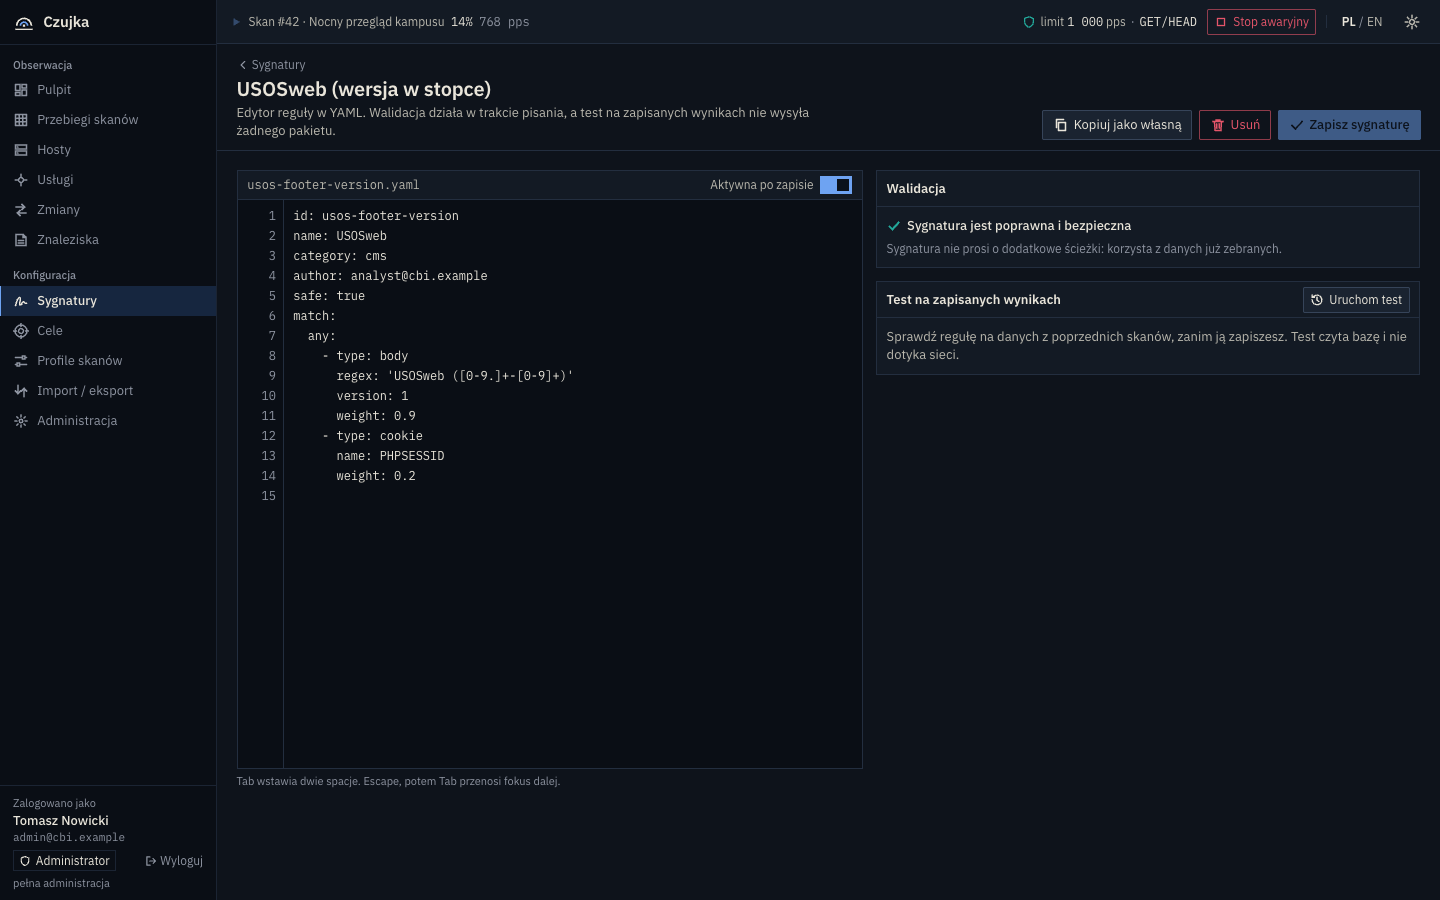 Czujka
Skan #42 · Nocny przegląd kampusu 14% 768 pps
limit 1 000 pps · GET/HEAD
Stop awaryjny
PL / EN
Obserwacja
Pulpit
Przebiegi skanów
Hosty
Usługi
Zmiany
Znaleziska
Konfiguracja
Sygnatury
Cele
Profile skanów
Import / eksport
Administracja
Zalogowano jako
Tomasz Nowicki
admin@cbi.example
Administrator
Wyloguj
pełna administracja
Sygnatury
USOSweb (wersja w stopce)
Edytor reguły w YAML. Walidacja działa w trakcie pisania, a test na zapisanych wynikach nie wysyła
żadnego pakietu.
Kopiuj jako własną
Usuń
Zapisz sygnaturę
usos-footer-version.yaml
Aktywna po zapisie
1 id: usos-footer-version
2 name: USOSweb
3 category: cms
4 author: analyst@cbi.example
5 safe: true
6 match:
7   any:
8     - type: body
9       regex: 'USOSweb ([0-9.]+-[0-9]+)'
10       version: 1
11       weight: 0.9
12     - type: cookie
13       name: PHPSESSID
14       weight: 0.2
15
Tab wstawia dwie spacje. Escape, potem Tab przenosi fokus dalej.
Walidacja
Sygnatura jest poprawna i bezpieczna
Sygnatura nie prosi o dodatkowe ścieżki: korzysta z danych już zebranych.
Test na zapisanych wynikach
Uruchom test
Sprawdź regułę na danych z poprzednich skanów, zanim ją zapiszesz. Test czyta bazę i nie
dotyka sieci.